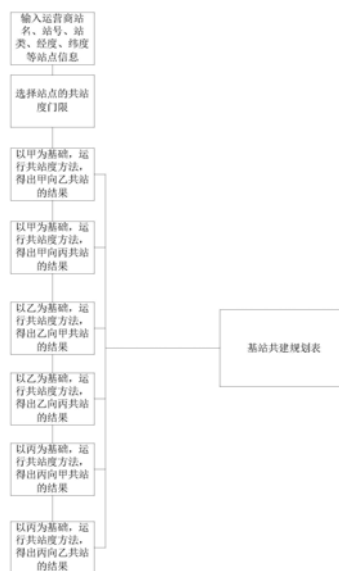 输入运营商站
名、站号、站
类、经度、纬度
等站点信息
选择站点的共站
度门限
以甲为基础，运
行共站度方法，
得出甲向乙共站
的结果
以甲为基础，运
行共站度方法，
得出甲向丙共站
的结果
以乙为基础，运
行共站度方法，
得出乙向甲共站
的结果
以乙为基础，运
行共站度方法，
得出乙向丙共站
的结果
以丙为基础，运
行共站度方法，
得出丙向甲共站
的结果
以丙为基础，运
行共站度方法，
得出丙向乙共站
的结果
基站共建规划表